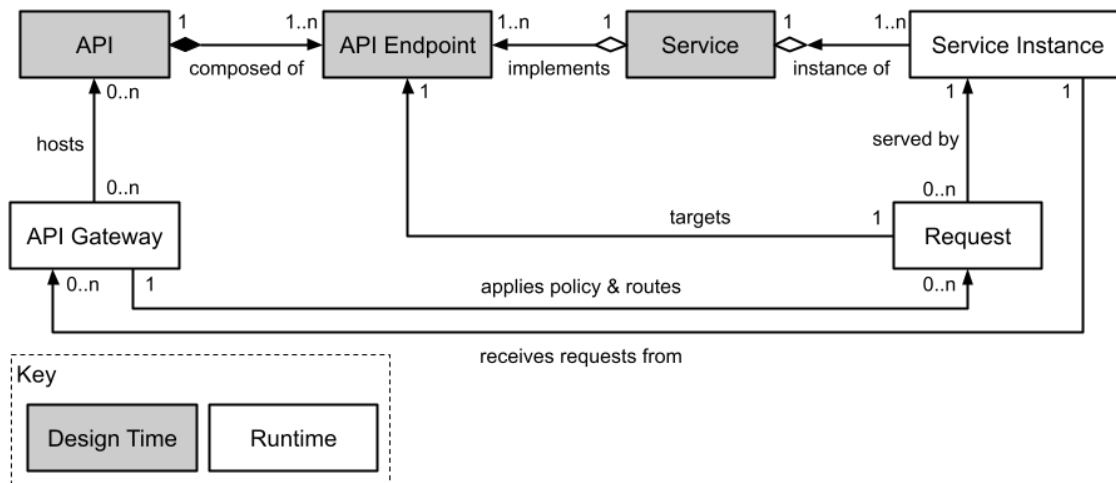 API
1
1..n
API Endpoint
1..n
1
Service
1
1..n
Service Instance
composed of
implements
instance of
0..n
1
1
1
hosts
served by
0..n
0..n
API Gateway
targets
1
Request
0..n
1
applies policy & routes
0..n
receives requests from
Key
Design Time
Runtime